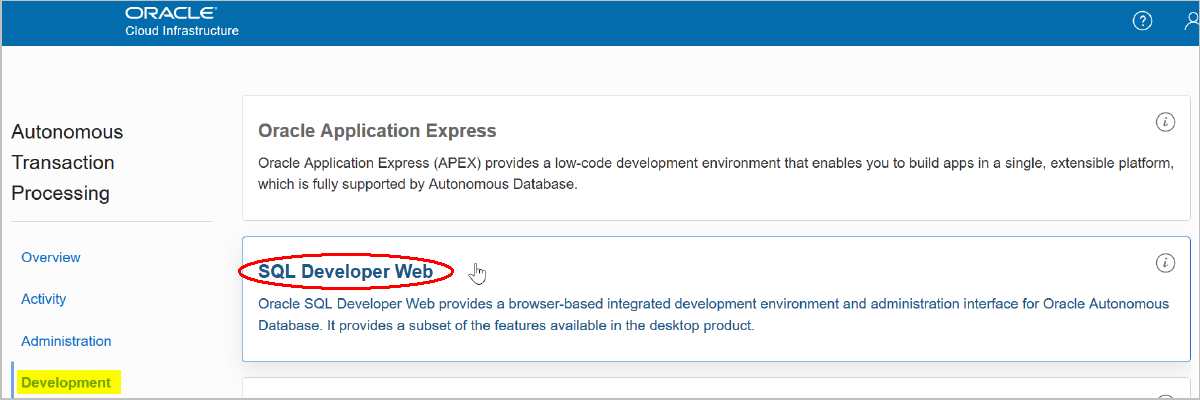 ORACLE
Cloud Infrastructure
Autonomous
Transaction
Processing
Overview
Activity
Administration
Development
Oracle Application Express
Oracle Application Express (APEX) provides a low-code development environment that enables you to build apps in a single, extensible platform,
which is fully supported by Autonomous Database.
SQL Developer Web
Oracle SQL Developer Web provides a browser-based integrated development environment and administration interface for Oracle Autonomous
Database. It provides a subset of the features available in the desktop product.